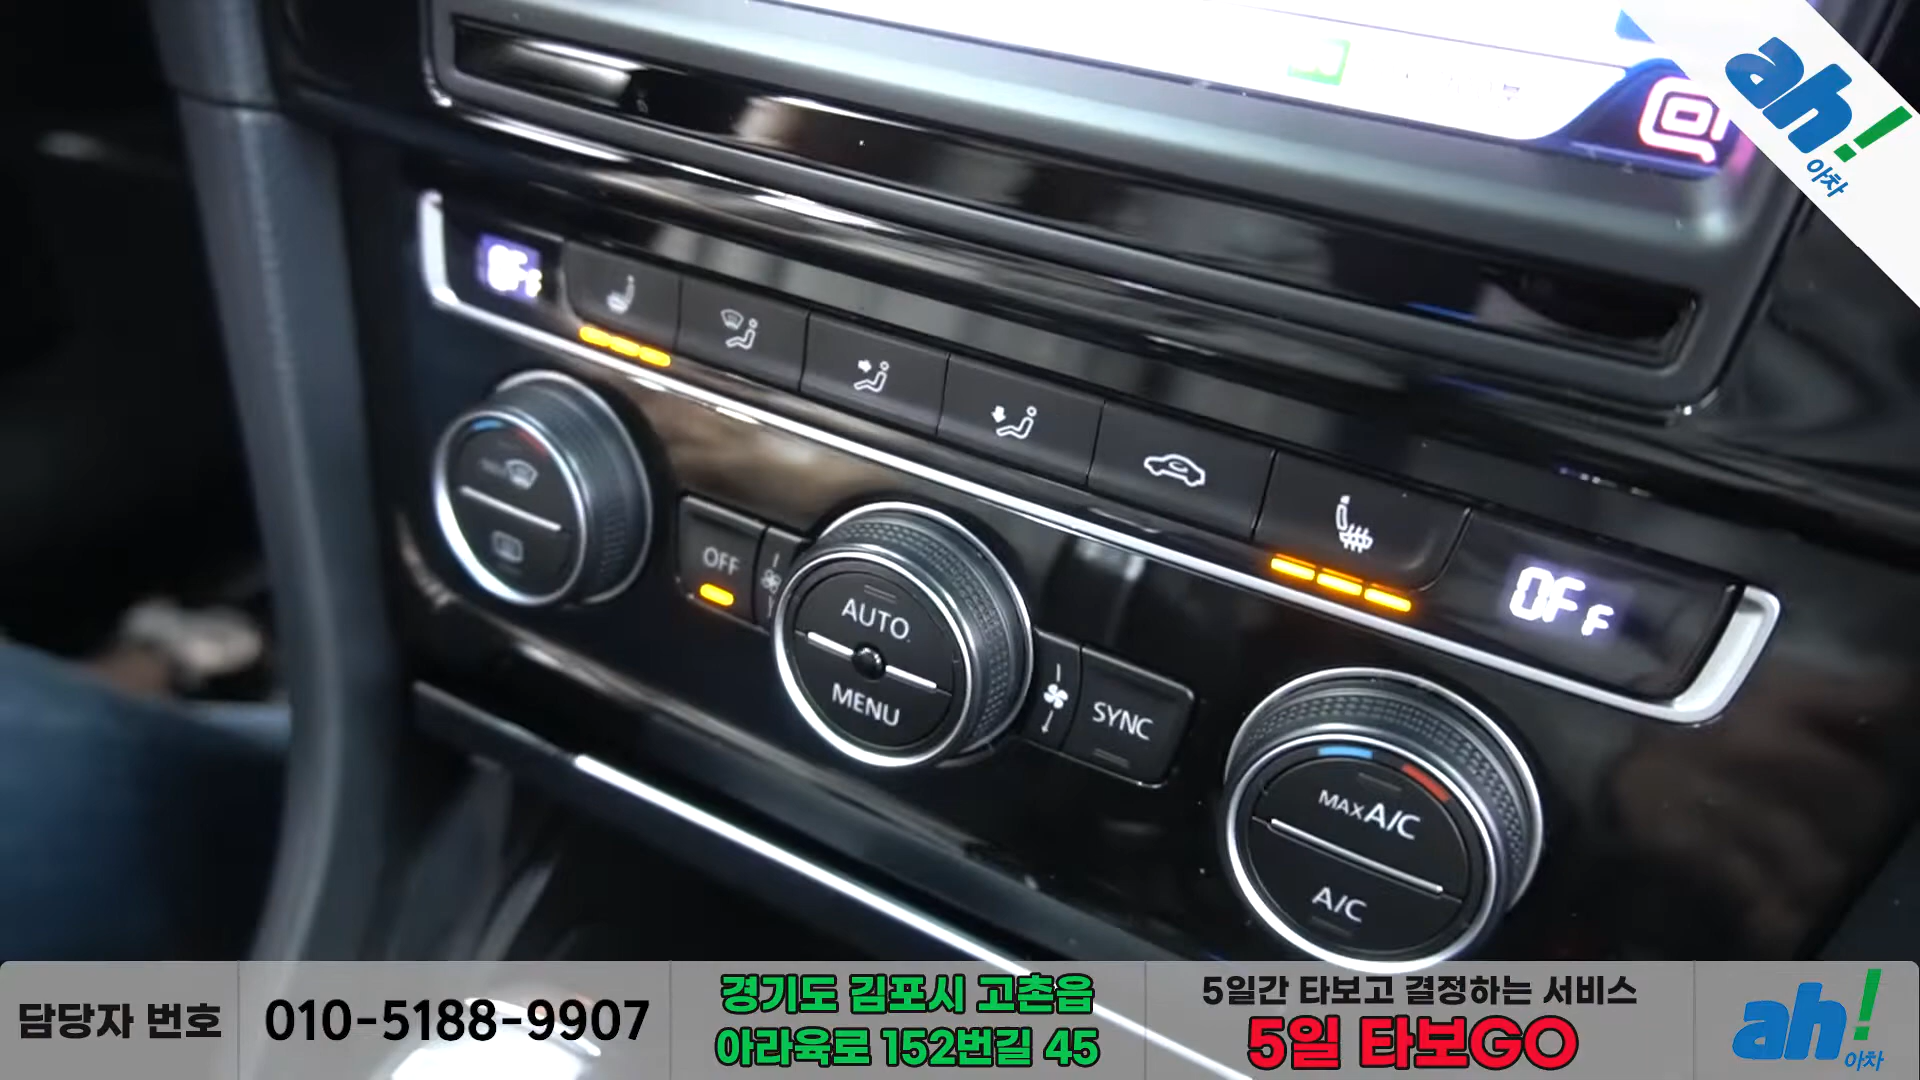 ah!
아차
OFF
OFF
AUTO
MENU
SYNC
OFF
MAX A/C
A/C
담당자 번호
010-5188-9907
경기도 김포시 고촌읍
아라육로 152번길 45
5일간 타보고 결정하는 서비스
5일 타보GO
ah!
아차